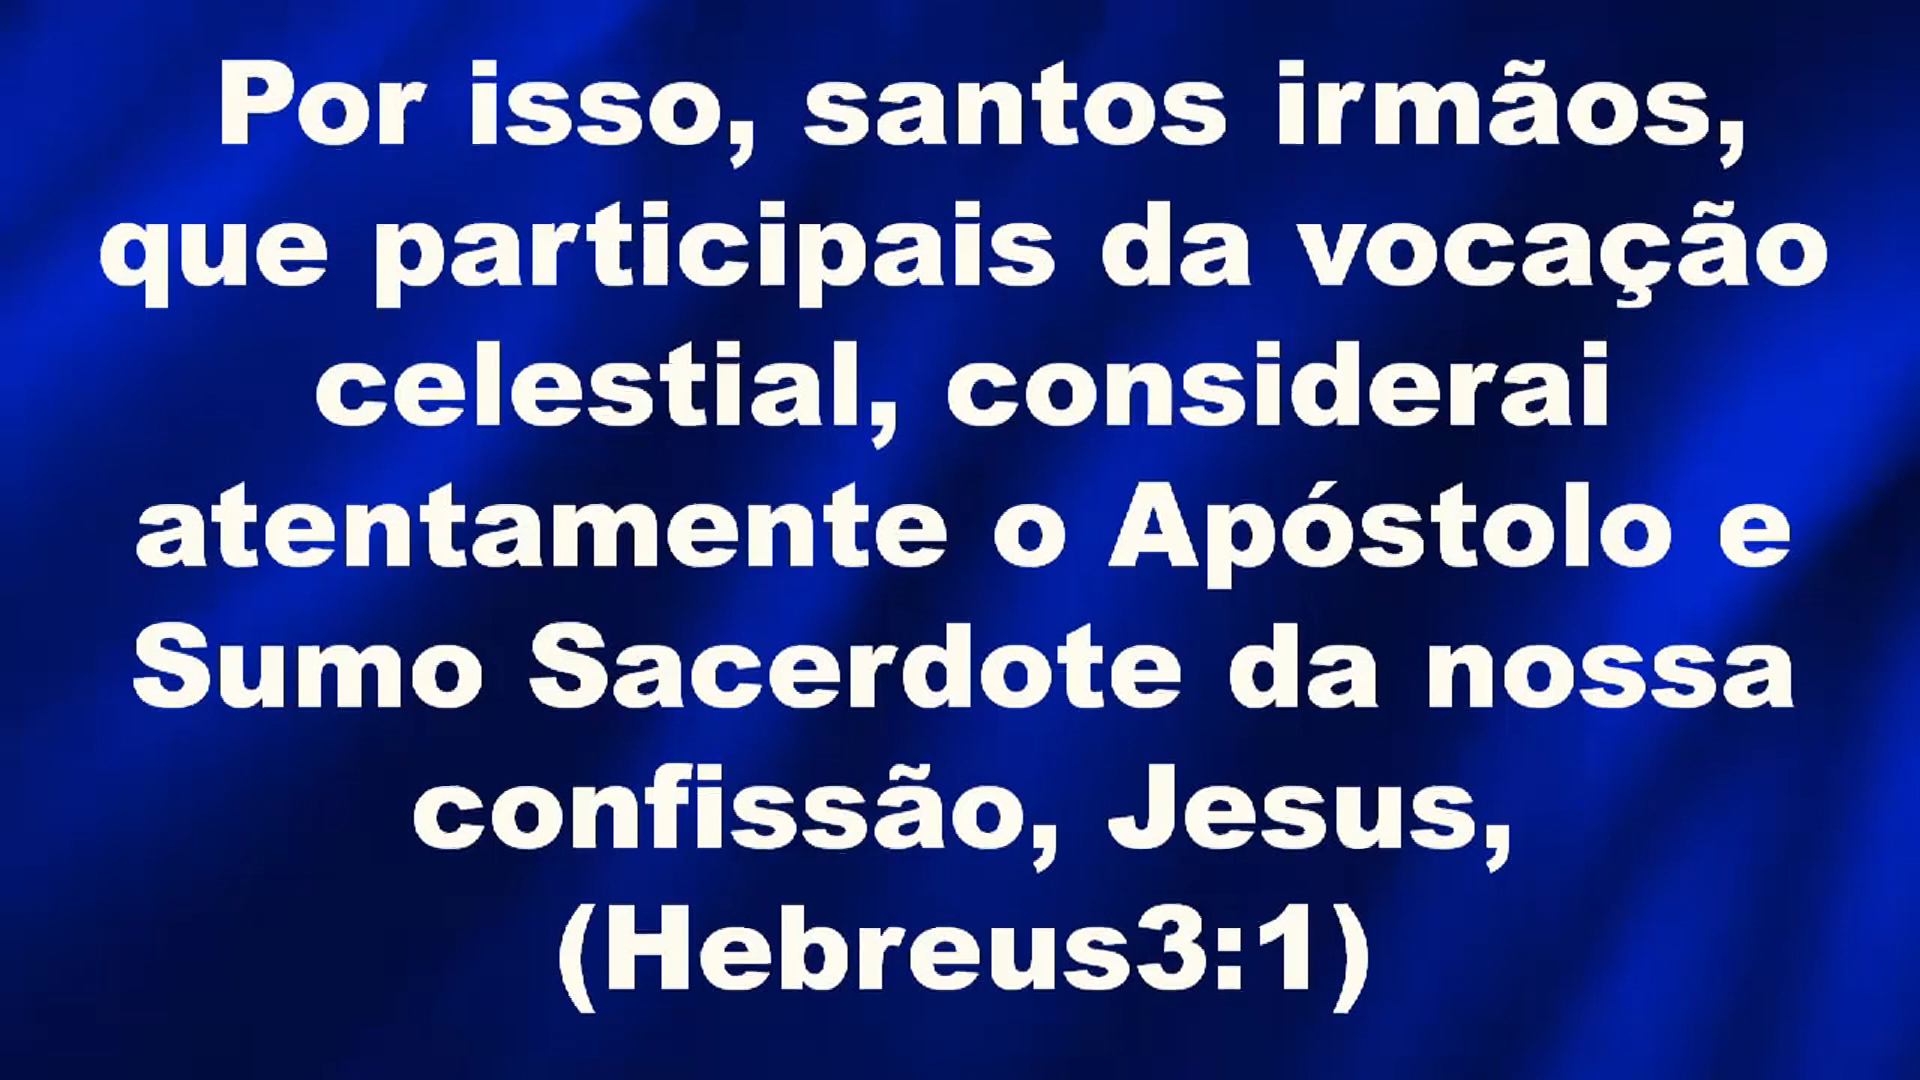 Por isso, santos irmãos,
que participais da vocação
celestial, considerai
atentamente o Apóstolo e
Sumo Sacerdote da nossa
confissão, Jesus,
(Hebreus3:1)